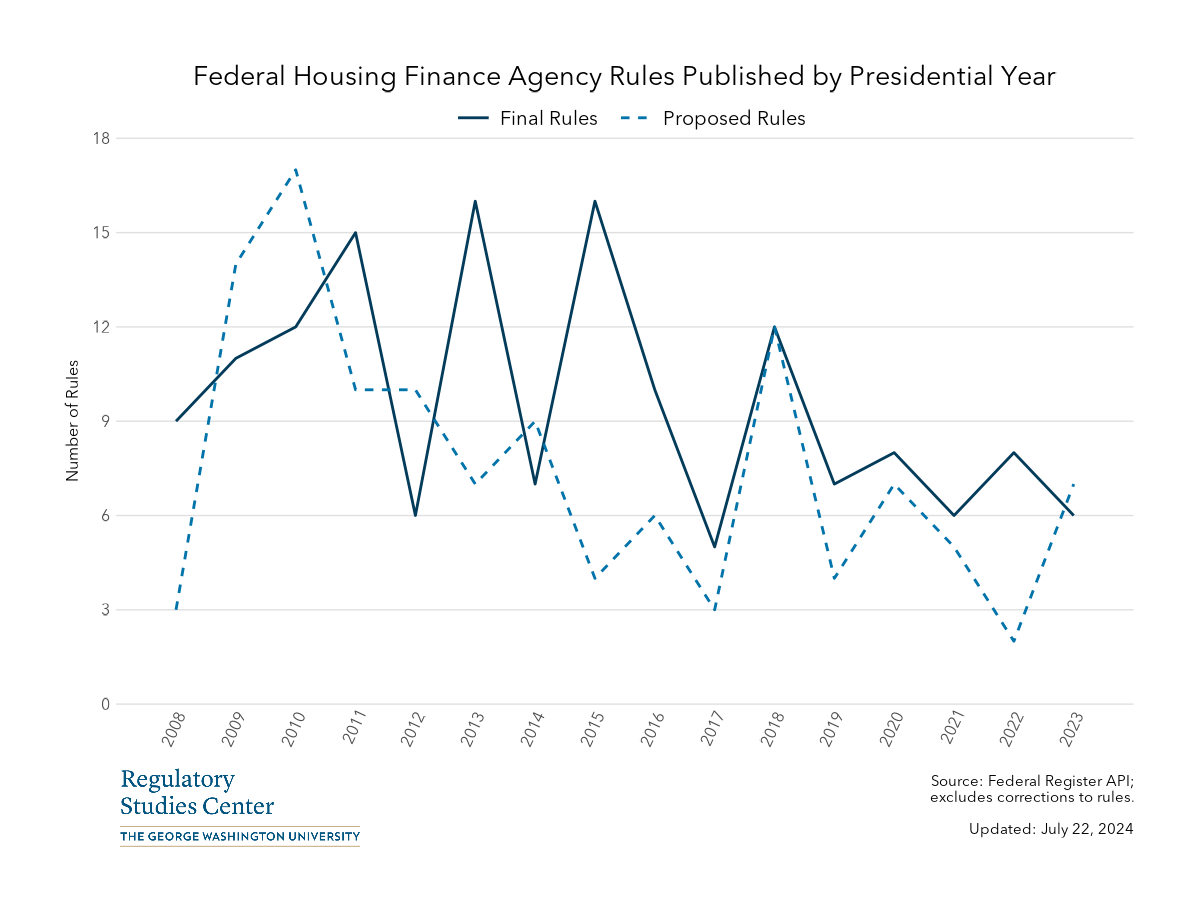 Federal Housing Finance Agency Rules Published by Presidential Year
Final Rules
Proposed Rules
Number of Rules
18
15
12
9
6
3
0
2008
2009
2010
2011
2012
2013
2014
2015
2016
2017
2018
2019
2020
2021
2022
2023
Regulatory
Studies Center
THE GEORGE WASHINGTON UNIVERSITY
Source: Federal Register API;
excludes corrections to rules.
Updated: July 22, 2024